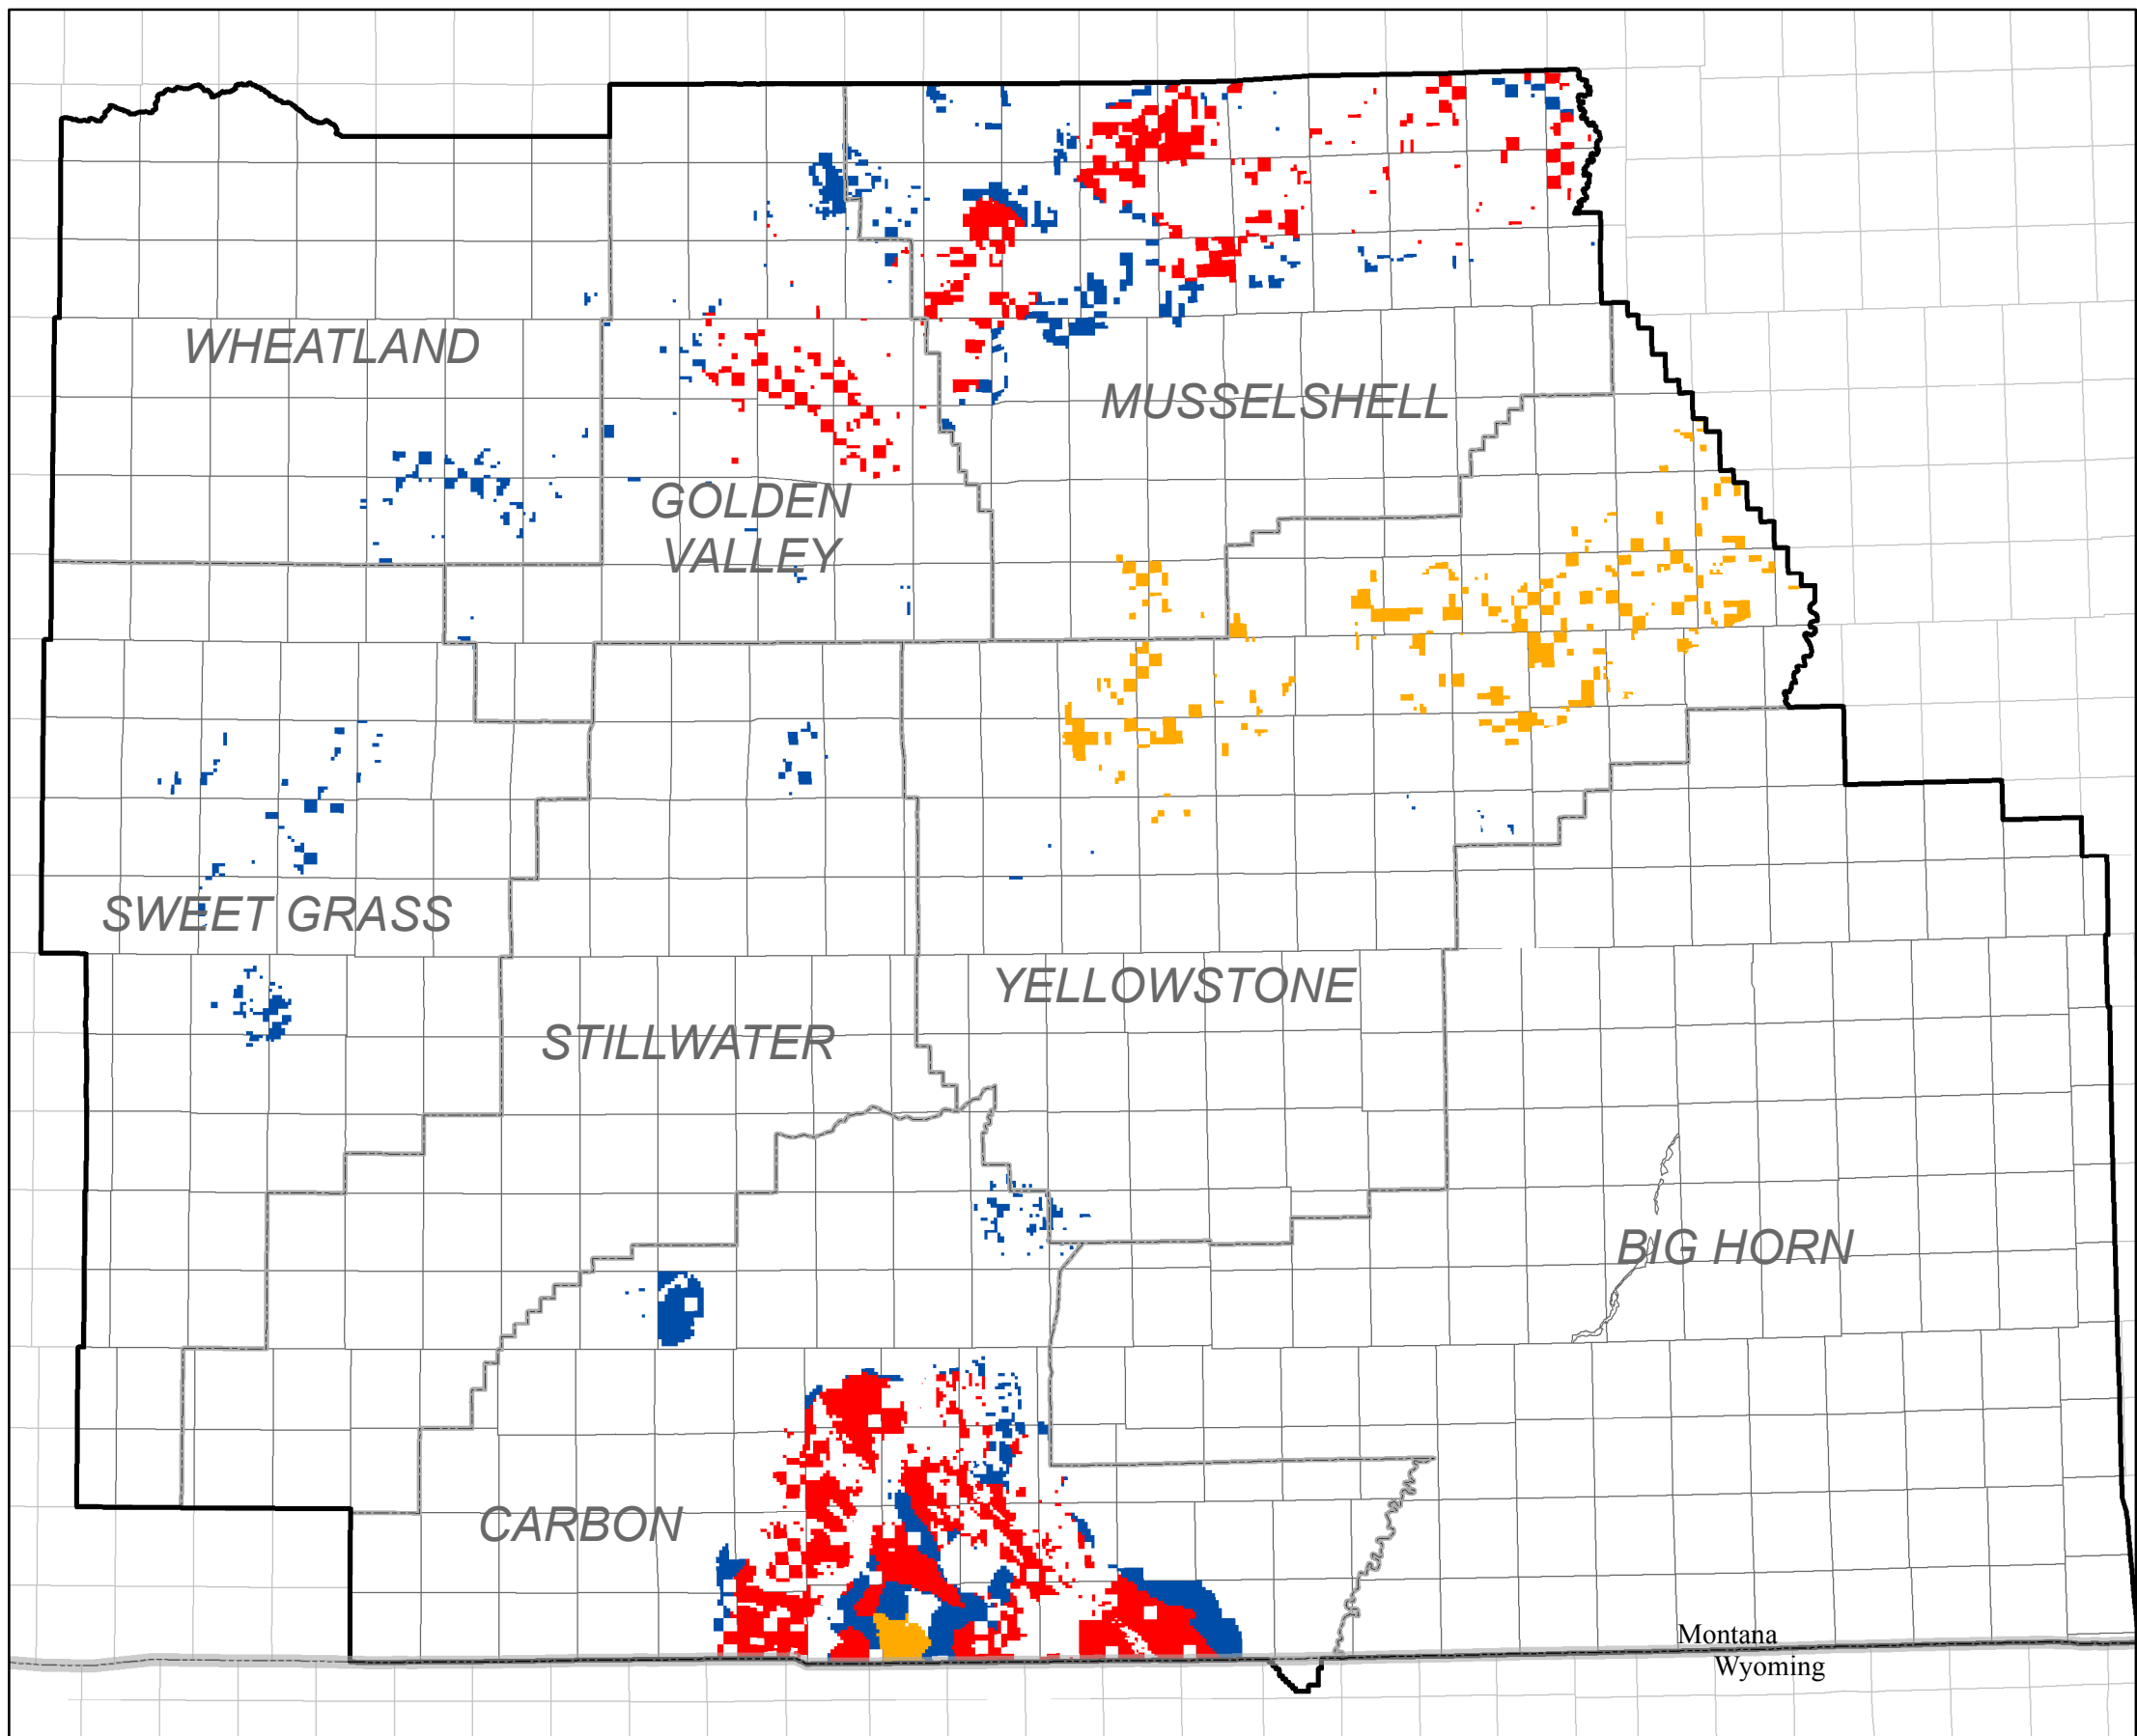 WHEATLAND
MUSSELSHELL
GOLDEN
VALLEY
SWEET GRASS
YELLOWSTONE
STILLWATER
BIG HORN
CARBON
Montana
Wyoming